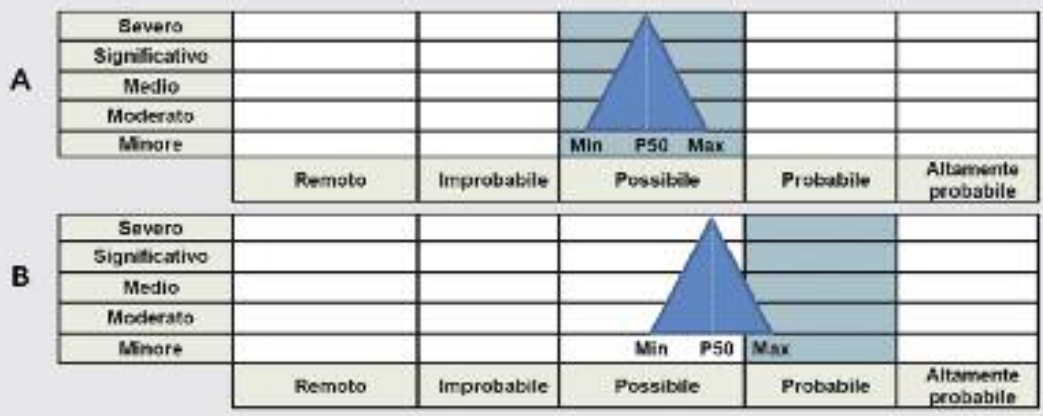 A
Severo
Significativo
Medio
Moderato
Minore
Min P50 Max
Remoto Improbabile Possibile Probabile Altamente probabile
B
Severo
Significativo
Medio
Moderato
Minore
Min P50 Max
Remoto Improbabile Possibile Probabile Altamente probabile